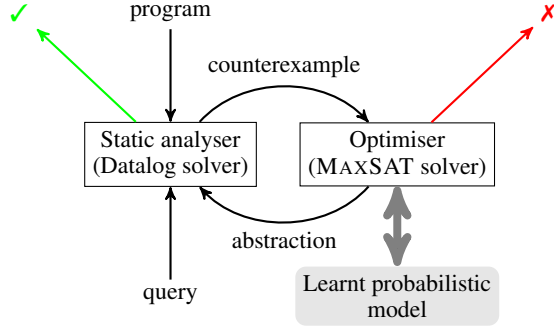 ✓
✗
program
counterexample
Static analyser
(Datalog solver)
Optimiser
(MAXSAT solver)
abstraction
query
Learnt probabilistic
model